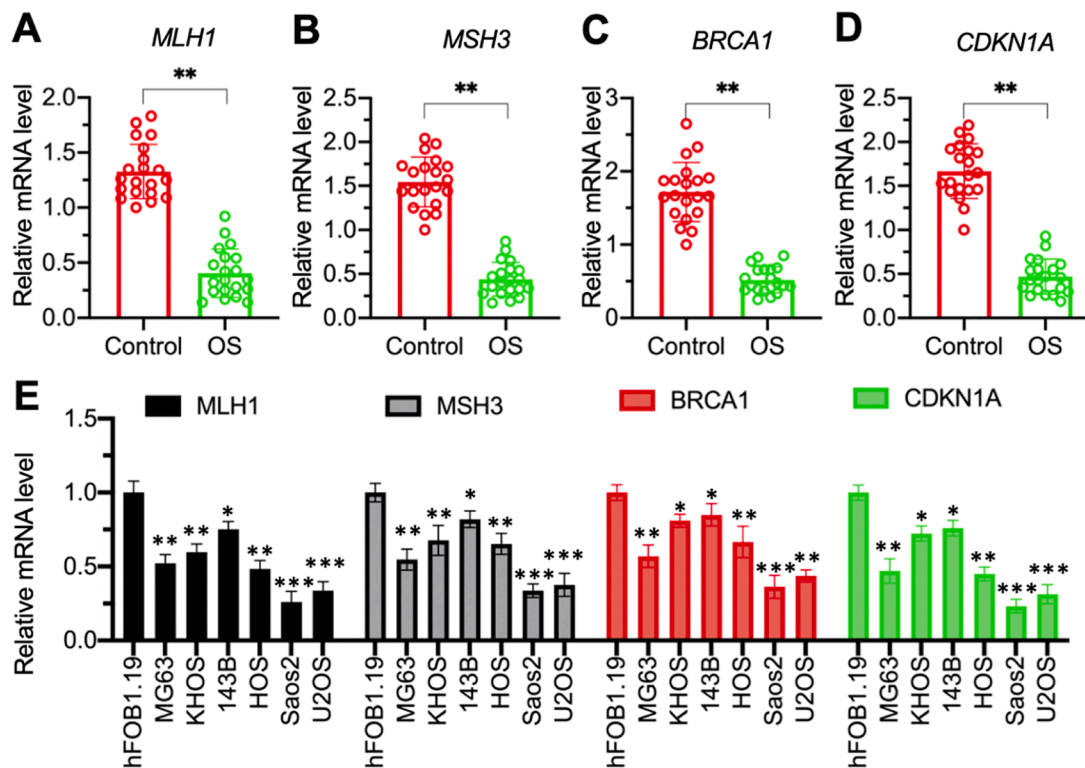 A
MLH1
**
Relative mRNA level
2.0
1.5
1.0
0.5
0.0
Control OS
B
MSH3
**
Relative mRNA level
2.5
2.0
1.5
1.0
0.5
0.0
Control OS
C
BRCA1
**
Relative mRNA level
3
2
1
0
Control OS
D
CDKN1A
**
Relative mRNA level
2.5
2.0
1.5
1.0
0.5
0.0
Control OS
E
MLH1 MSH3 BRCA1 CDKN1A
Relative mRNA level
1.5
1.0
0.5
0.0
** ** * ** *** ***
** ** * ** *** ***
** * * ** *** **
** * * ** *** ***
hFOB1.19
MG63
KHOS
143B
HOS
Saos2
U2OS
hFOB1.19
MG63
KHOS
143B
HOS
Saos2
U2OS
hFOB1.19
MG63
KHOS
143B
HOS
Saos2
U2OS
hFOB1.19
MG63
KHOS
143B
HOS
Saos2
U2OS